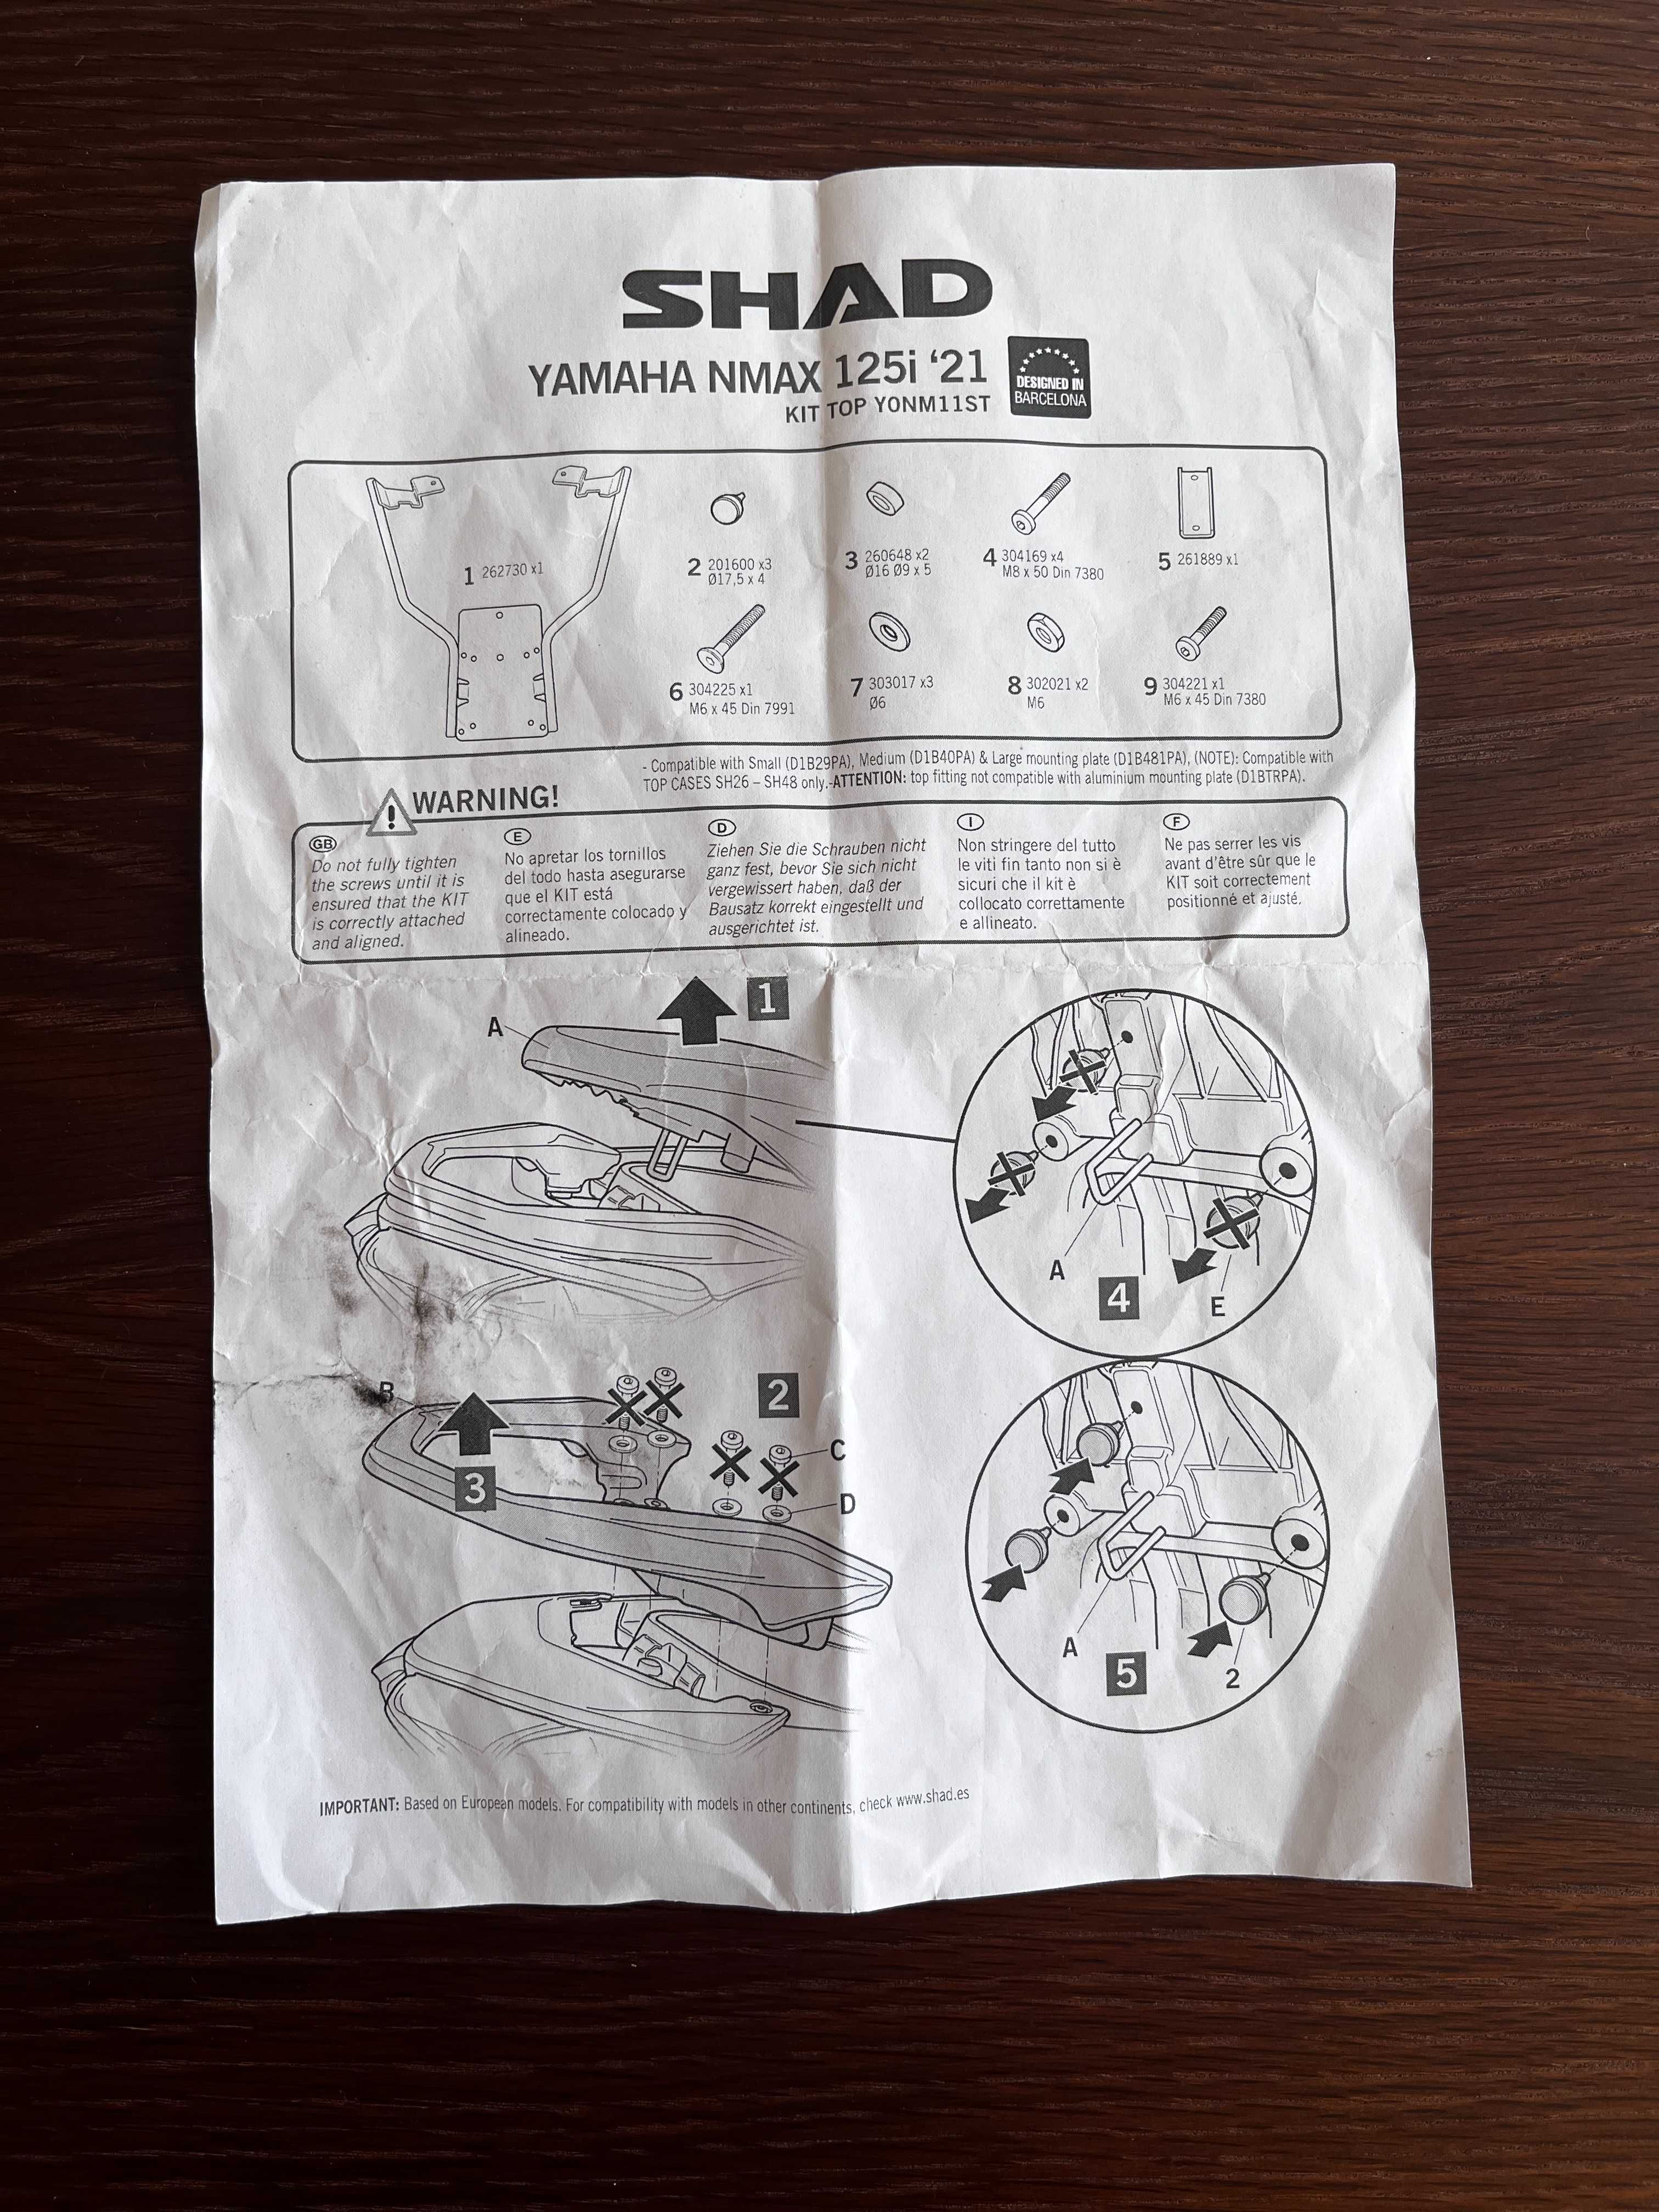 SHAD
YAMAHA NMAX 125i ‘21
KIT TOP Y0NM11ST
DESIGNED IN
BARCELONA
1 262730 x1
2 201600 x3
Ø17,5 x 4
3 260648 x2
Ø16 Ø9 x 5
4 304169 x4
M8 x 50 Din 7380
5 261889 x1
6 304225 x1
M6 x 45 Din 7991
7 303017 x3
Ø6
8 302021 x2
M6
9 304221 x1
M6 x 45 Din 7380
- Compatible with Small (D1B29PA), Medium (D1B40PA) & Large mounting plate (D1B481PA), (NOTE): Compatible with
TOP CASES SH26 – SH48 only.-ATTENTION: top fitting not compatible with aluminium mounting plate (D1BTRPA).
WARNING!
GB
Do not fully tighten
the screws until it is
ensured that the KIT
is correctly attached
and aligned.
E
No apretar los tornillos
del todo hasta asegurarse
que el KIT está
correctamente colocado y
alineado.
D
Ziehen Sie die Schrauben nicht
ganz fest, bevor Sie sich nicht
vergewissert haben, daß der
Bausatz korrekt eingestellt und
ausgerichtet ist.
I
Non stringere del tutto
le viti fin tanto non si è
sicuri che il kit è
collocato correttamente
e allineato.
F
Ne pas serrer les vis
avant d'être sûr que le
KIT soit correctement
positionné et ajusté.
1
A
A
4
E
B
2
C
3
D
A
5
2
IMPORTANT: Based on European models. For compatibility with models in other continents, check www.shad.es